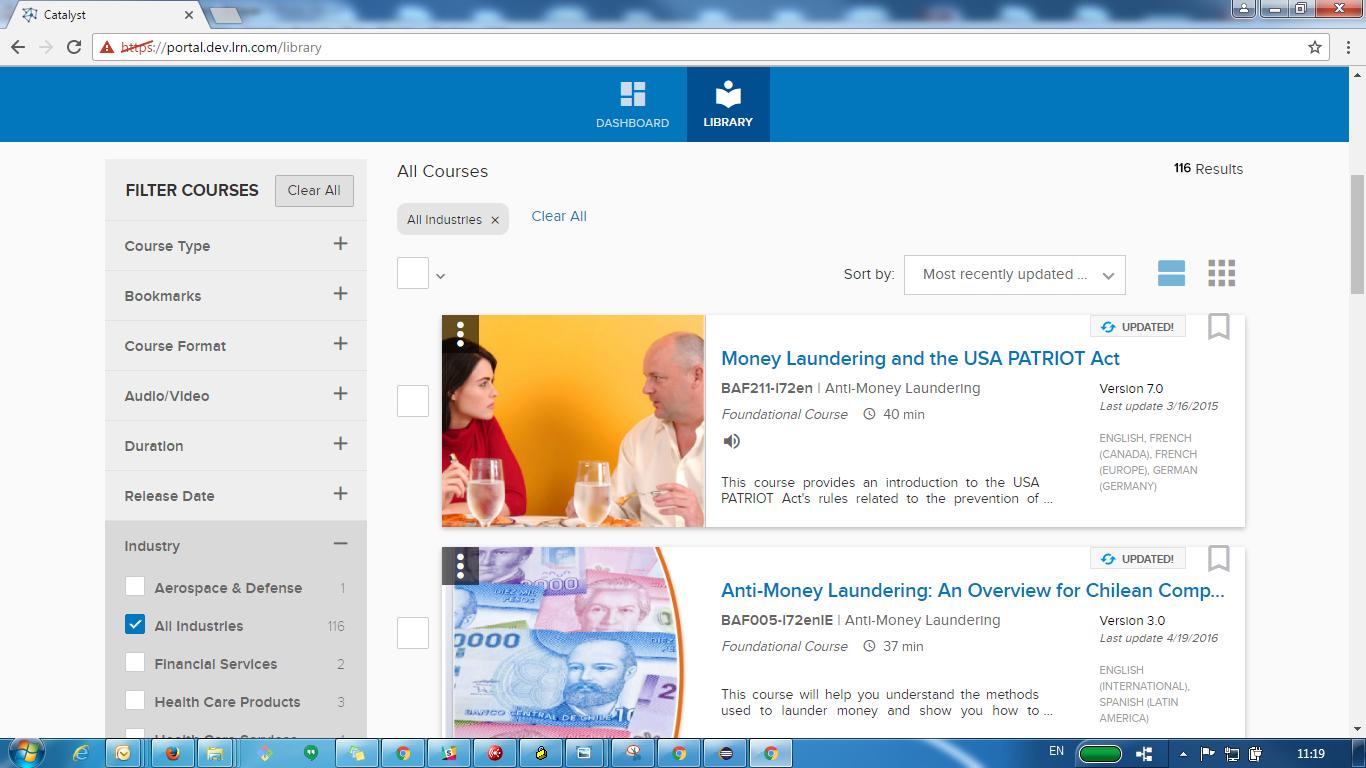 Catalyst
https://portal.dev.lrn.com/library
DASHBOARD
LIBRARY
FILTER COURSES
Clear All
Course Type
Bookmarks
Course Format
Audio/Video
Duration
Release Date
Industry
Aerospace & Defense 1
All Industries 116
Financial Services 2
Health Care Products 3
All Courses
116 Results
All Industries ×
Clear All
Sort by: Most recently updated ...
UPDATED!
Money Laundering and the USA PATRIOT Act
BAF211-i72en | Anti-Money Laundering
Foundational Course 40 min
Version 7.0
Last update 3/16/2015
ENGLISH, FRENCH
(CANADA), FRENCH
(EUROPE), GERMAN
(GERMANY)
This course provides an introduction to the USA
PATRIOT Act's rules related to the prevention of ...
UPDATED!
Anti-Money Laundering: An Overview for Chilean Comp...
BAF005-i72enIE | Anti-Money Laundering
Foundational Course 37 min
Version 3.0
Last update 4/19/2016
ENGLISH
(INTERNATIONAL),
SPANISH (LATIN
AMERICA)
This course will help you understand the methods
used to launder money and show you how to ...
BANCO CENTRAL DE CHILE
EN
11:19